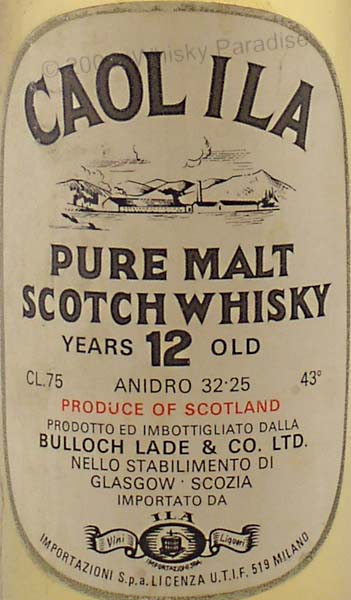 © 200 Whisky Paradise
CAOL ILA
PURE MALT
SCOTCH WHISKY
YEARS 12 OLD
CL.75 ANIDRO 32·25 43°
PRODUCE OF SCOTLAND
PRODOTTO ED IMBOTTIGLIATO DALLA
BULLOCH LADE & CO. LTD.
NELLO STABILIMENTO DI
GLASGOW · SCOZIA
IMPORTATO DA
ILA
Vini Liquori
IMPORTAZIONI SPA
IMPORTAZIONI S.p.a. LICENZA U.T.I.F. 519 MILANO